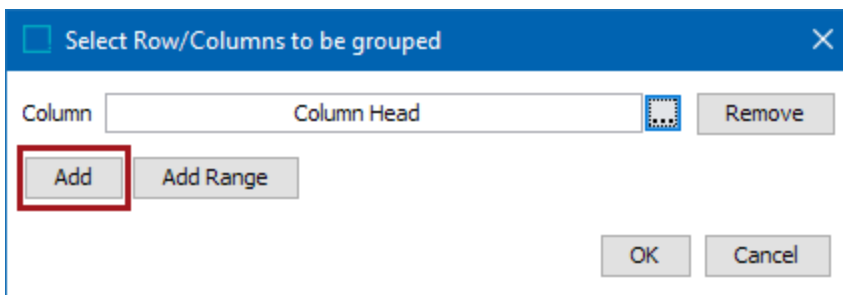 Select Row/Columns to be grouped
Column Column Head ... Remove
Add Add Range
OK Cancel